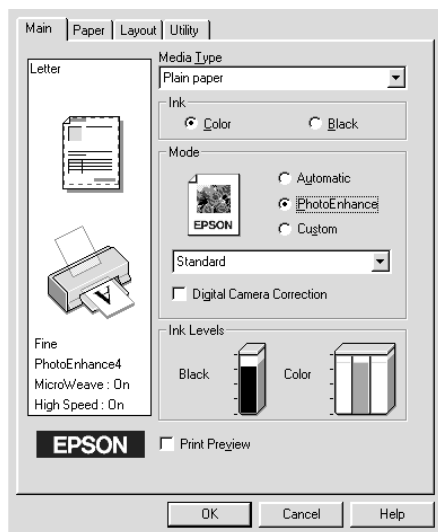 Main Paper Layout Utility
Letter
Media Type
Plain paper
Ink
Color Black
Mode
Automatic
PhotoEnhance
Custom
EPSON
Standard
Digital Camera Correction
Ink Levels
Black Color
A
Fine
PhotoEnhance4
MicroWeave : On
High Speed : On
EPSON
Print Preview
OK Cancel Help